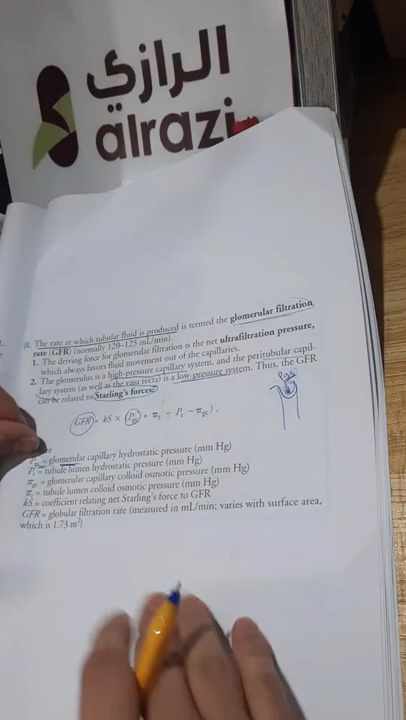 الرازي
alrazi
B. The rate at which tubular fluid is produced is termed the glomerular filtration
rate (GFR) (normally 120–125 mL/min).
1. The driving force for glomerular filtration is the net ultrafiltration pressure,
which always favors fluid movement out of the capillaries.
2. The glomerulus is a high-pressure capillary system, and the peritubular capil-
lary system (as well as the vasa recta) is a low-pressure system. Thus, the GFR
can be related to Starling's forces:
GFR = kS × (Pgc + πt − Pt − πgc),
Pgc = glomerular capillary hydrostatic pressure (mm Hg)
Pt = tubule lumen hydrostatic pressure (mm Hg)
πgc = glomerular capillary colloid osmotic pressure (mm Hg)
πt = tubule lumen colloid osmotic pressure (mm Hg)
kS = coefficient relating net Starling's force to GFR
GFR = globular filtration rate (measured in mL/min; varies with surface area,
which is 1.73 m²)